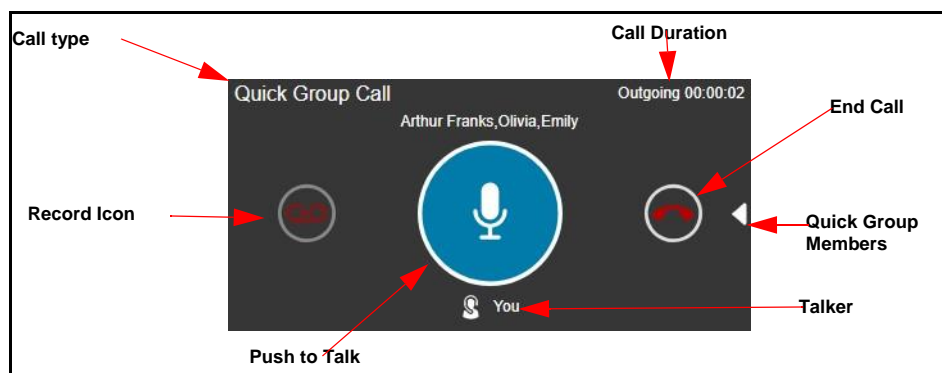 Call type
Call Duration
Quick Group Call
Outgoing 00:00:02
Arthur Franks,Olivia,Emily
End Call
Record Icon
Quick Group
Members
You
Talker
Push to Talk